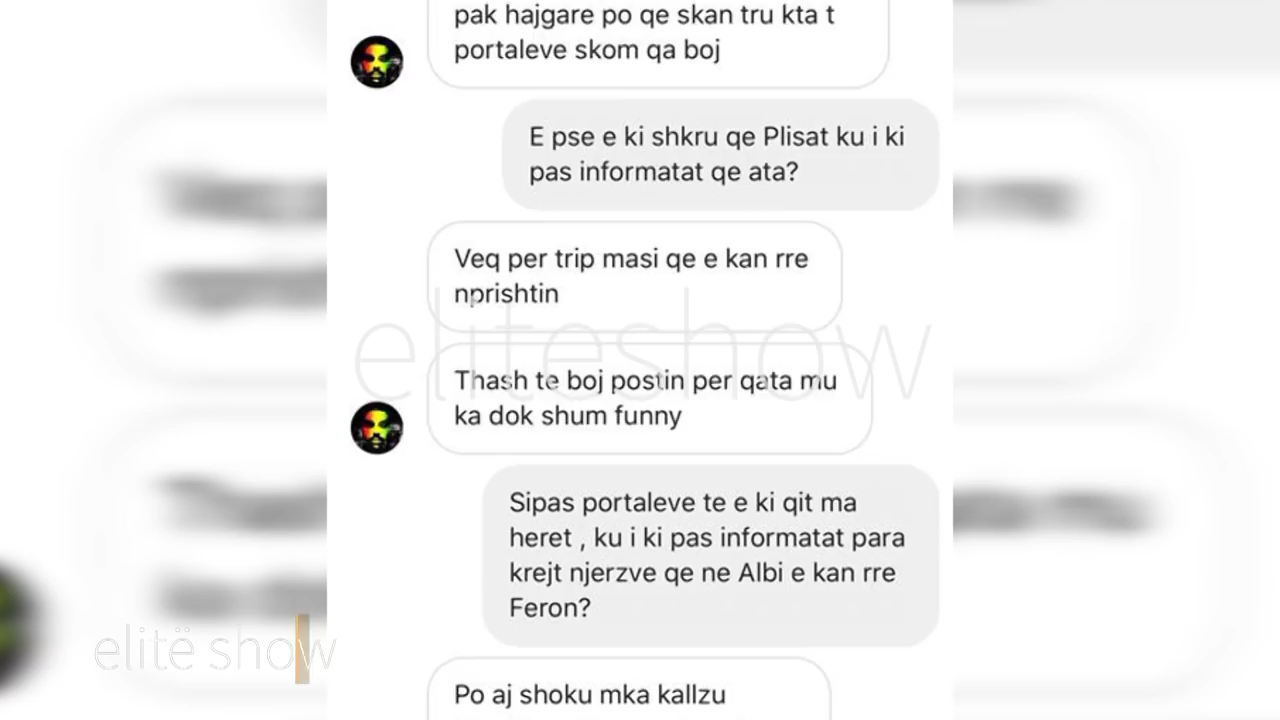 pak hajgare po qe skan tru kta t
portaleve skom qa boj
E pse e ki shkru qe Plisat ku i ki
pas informatat qe ata?
Veq per trip masi qe e kan rre
nprishtin
eliteshow
Thash te boj postin per qata mu
ka dok shum funny
Sipas portaleve te e ki qit ma
heret , ku i ki pas informatat para
krejt njerzve qe ne Albi e kan rre
Feron?
elitë show
Po aj shoku mka kallzu